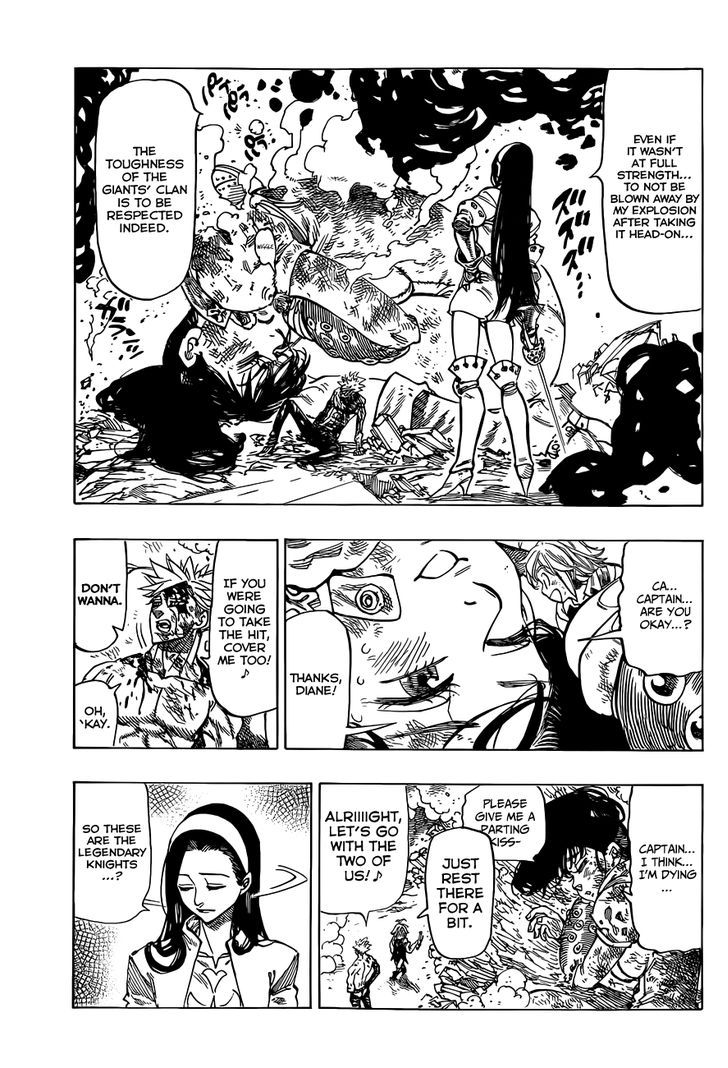 EVEN IF
IT WASN'T
AT FULL
STRENGTH...
TO NOT BE
BLOWN AWAY BY
MY EXPLOSION
AFTER TAKING
IT HEAD-ON...
THE
TOUGHNESS OF
THE GIANTS' CLAN
IS TO BE
RESPECTED
INDEED.
WIGGLE
CA...
CAPTAIN...
ARE YOU
OKAY...?
THANKS,
DIANE!
IF YOU
WERE
GOING
TO TAKE
THE HIT,
COVER
ME TOO!
♪
DON'T
WANNA.
OH,
'KAY.
CAPTAIN...
I THINK...
I'M DYING
...
PLEASE
GIVE ME A
PARTING
KISS~
JUST
REST
THERE
FOR A
BIT.
ALRIIIIGHT,
LET'S GO
WITH THE
TWO OF
US!♪
SO THESE
ARE THE
LEGENDARY
KNIGHTS
...?